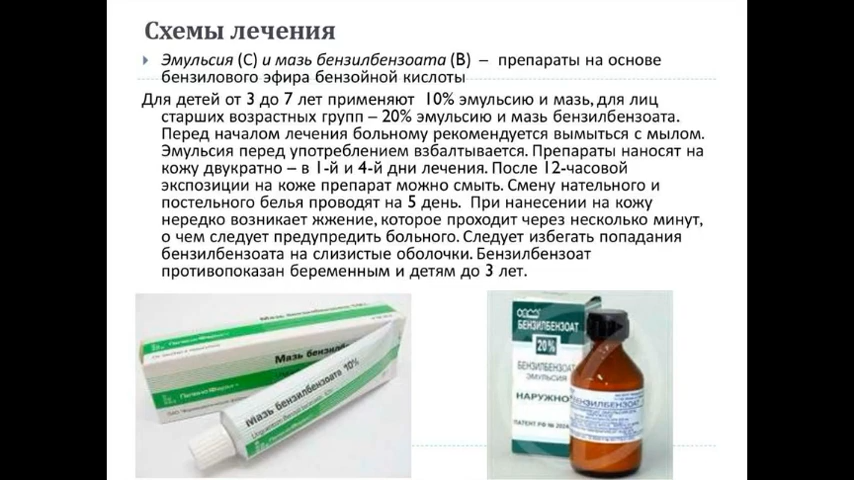 Схемы лечения
Эмульсия (С) и мазь бензилбензоата (В) – препараты на основе
бензилового эфира бензойной кислоты
Для детей от 3 до 7 лет применяют 10% эмульсию и мазь, для лиц
старших возрастных групп – 20% эмульсию и мазь бензилбензоата.
Перед началом лечения больному рекомендуется вымыться с мылом.
Эмульсия перед употреблением взбалтывается. Препараты наносят на
кожу двукратно – в 1-й и 4-й дни лечения. После 12-часовой
экспозиции на коже препарат можно смыть. Смену нательного и
постельного белья проводят на 5 день. При нанесении на кожу
нередко возникает жжение, которое проходит через несколько минут,
о чем следует предупредить больного. Следует избегать попадания
бензилбензоата на слизистые оболочки. Бензилбензоат
противопоказан беременным и детям до 3 лет.
Мазь
Мазь бензилбензоата 10%
БЕНЗИЛБЕНЗОАТ
20%
БЕНЗИЛБЕНЗОАТ
ЭМУЛЬСИЯ
НАРУЖНО
ПАТЕНТ РФ №
БЕНЗИЛБЕНЗОАТ